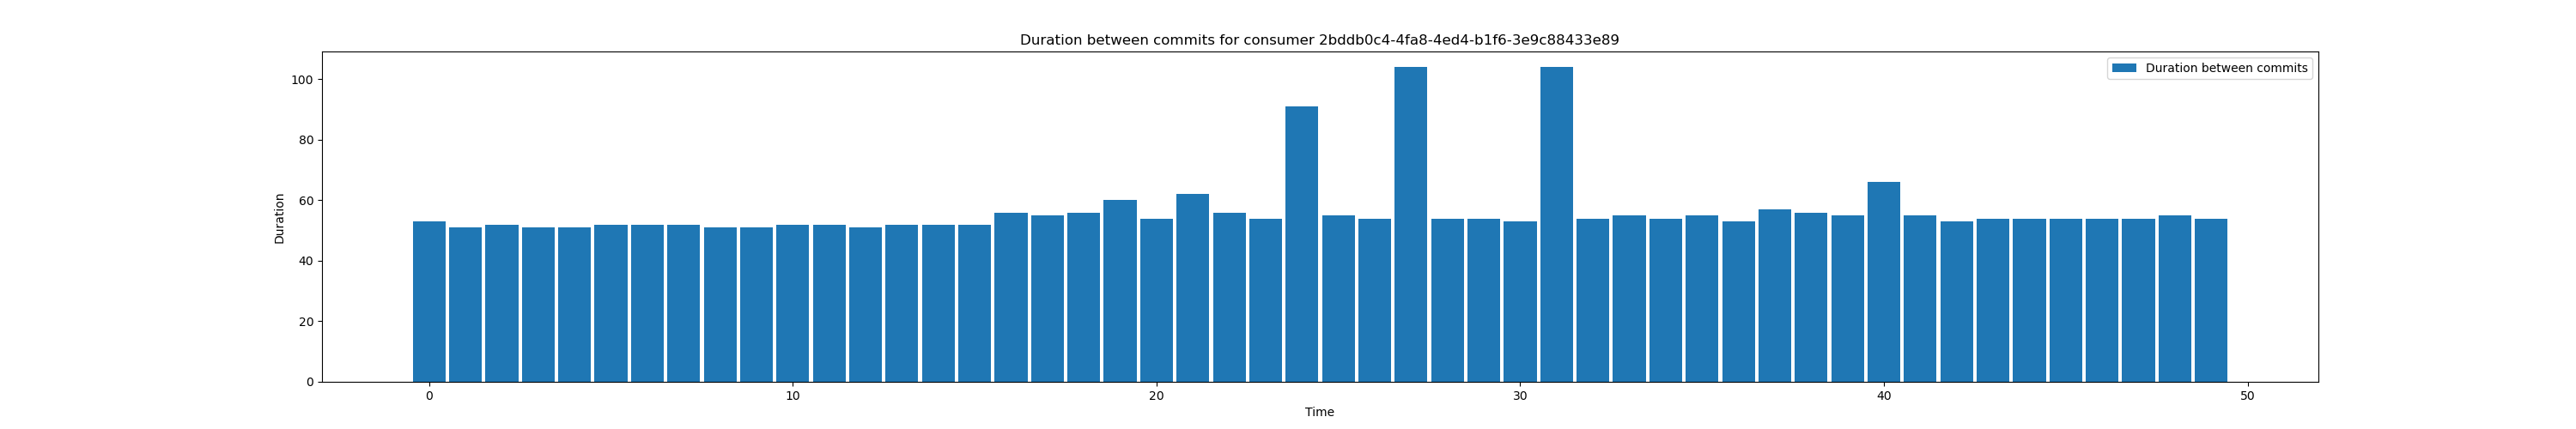 Duration between commits for consumer 2bddb0c4-4fa8-4ed4-b1f6-3e9c88433e89
Duration between commits
100
80
60
40
20
0
Duration
0 10 20 30 40 50
Time